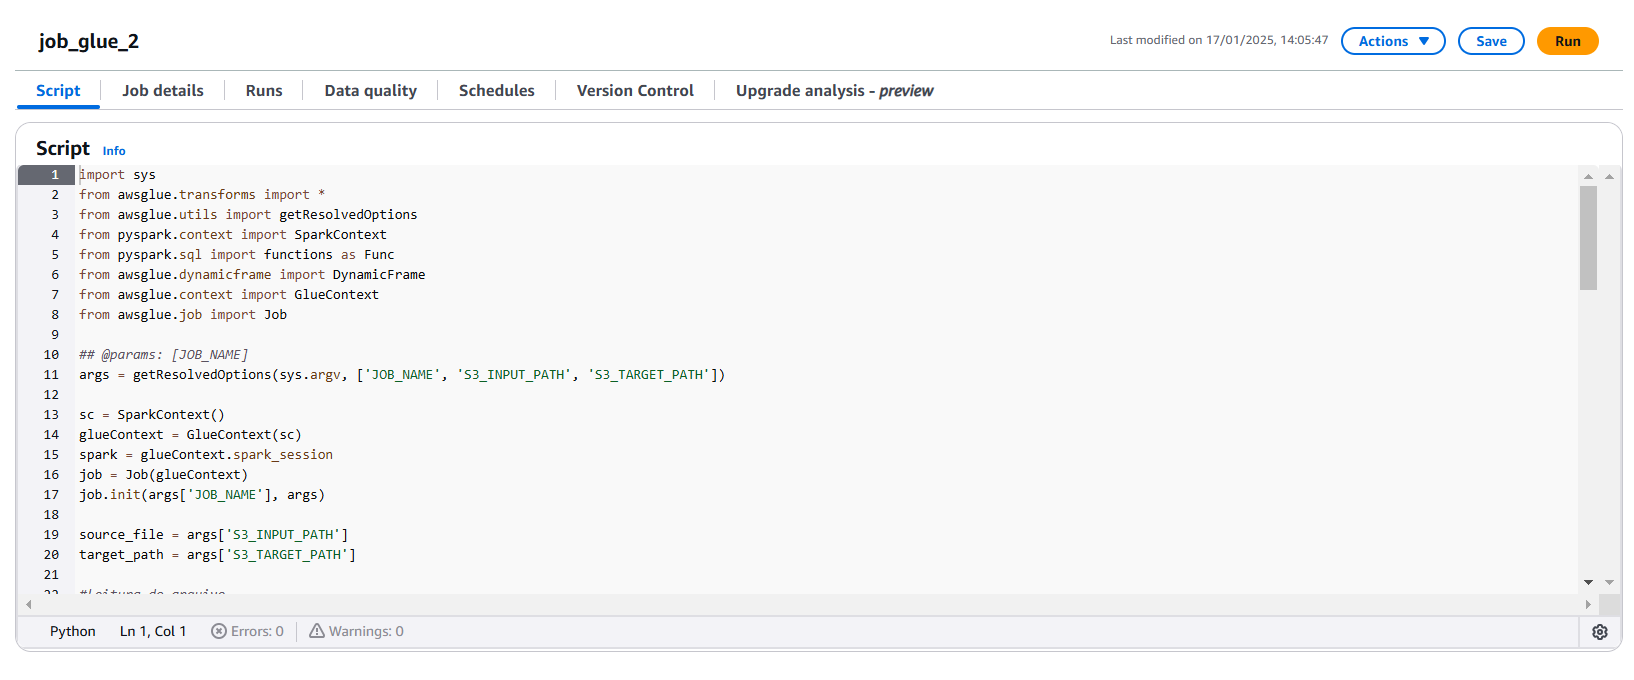 job_glue_2
Last modified on 17/01/2025, 14:05:47
Actions
Save
Run
Script
Job details
Runs
Data quality
Schedules
Version Control
Upgrade analysis - preview
Script Info
1 import sys
2 from awsglue.transforms import *
3 from awsglue.utils import getResolvedOptions
4 from pyspark.context import SparkContext
5 from pyspark.sql import functions as Func
6 from awsglue.dynamicframe import DynamicFrame
7 from awsglue.context import GlueContext
8 from awsglue.job import Job
9
10 ## @params: [JOB_NAME]
11 args = getResolvedOptions(sys.argv, ['JOB_NAME', 'S3_INPUT_PATH', 'S3_TARGET_PATH'])
12
13 sc = SparkContext()
14 glueContext = GlueContext(sc)
15 spark = glueContext.spark_session
16 job = Job(glueContext)
17 job.init(args['JOB_NAME'], args)
18
19 source_file = args['S3_INPUT_PATH']
20 target_path = args['S3_TARGET_PATH']
21
22 #Leitura do arquivo
Python Ln 1, Col 1 Errors: 0 Warnings: 0